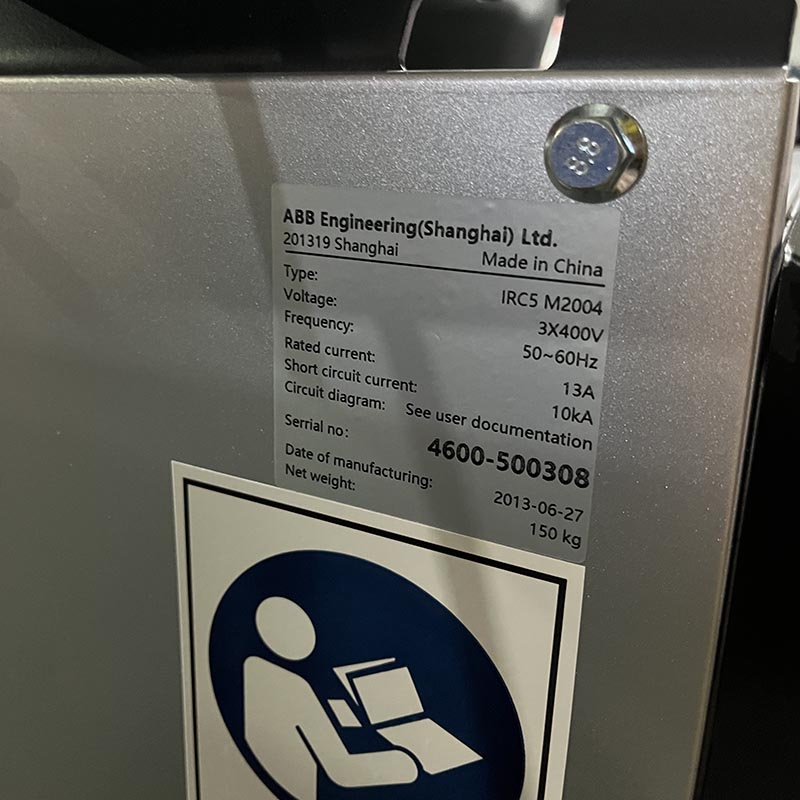 8.8
ABB Engineering(Shanghai) Ltd.
201319 Shanghai Made in China
Type: IRC5 M2004
Voltage: 3X400V
Frequency: 50~60Hz
Rated current: 13A
Short circuit current: 10kA
Circuit diagram: See user documentation
Serrial no: 4600-500308
Date of manufacturing: 2013-06-27
Net weight: 150 kg